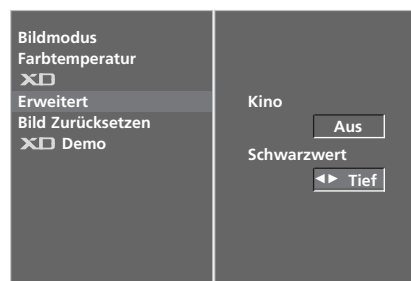 Bildmodus
Farbtemperatur
XD
Erweitert
Bild Zurücksetzen
XD Demo
Kino
Aus
Schwarzwert
◄► Tief